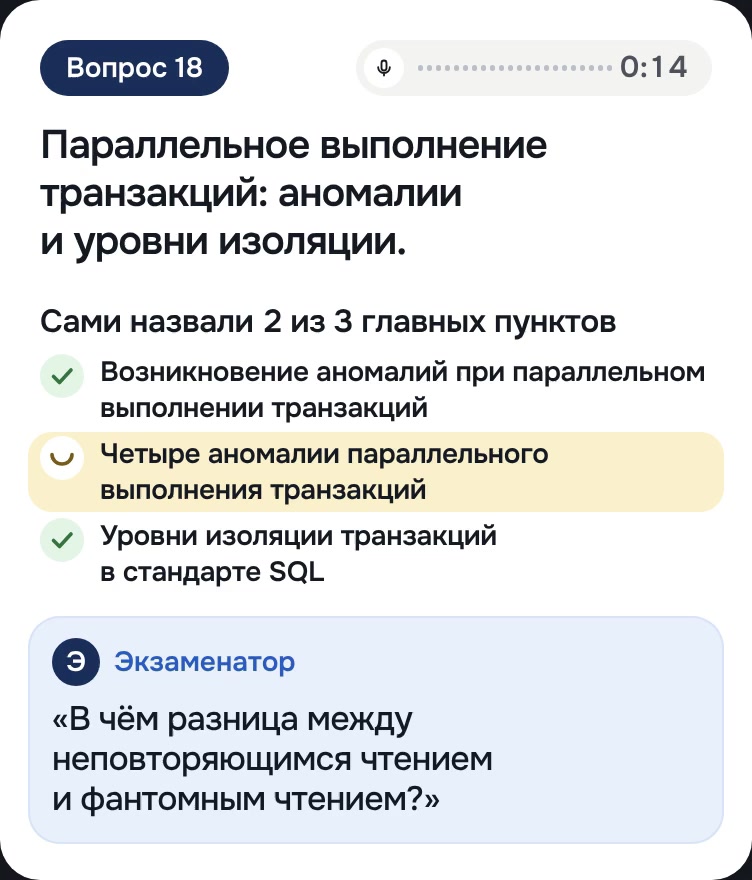 Вопрос 18
0:14
Параллельное выполнение
транзакций: аномалии
и уровни изоляции.
Сами назвали 2 из 3 главных пунктов
Возникновение аномалий при параллельном
выполнении транзакций
Четыре аномалии параллельного
выполнения транзакций
Уровни изоляции транзакций
в стандарте SQL
Э Экзаменатор
«В чём разница между
неповторяющимся чтением
и фантомным чтением?»